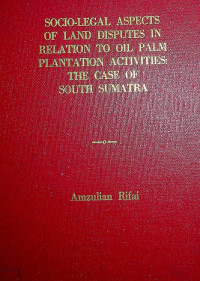 SOCIO-LEGAL ASPECTS
OF LAND DISPUTES IN
RELATION TO OIL PALM
PLANTATION ACTIVITIES:
THE CASE OF
SOUTH SUMATRA
Amzulian Rifai